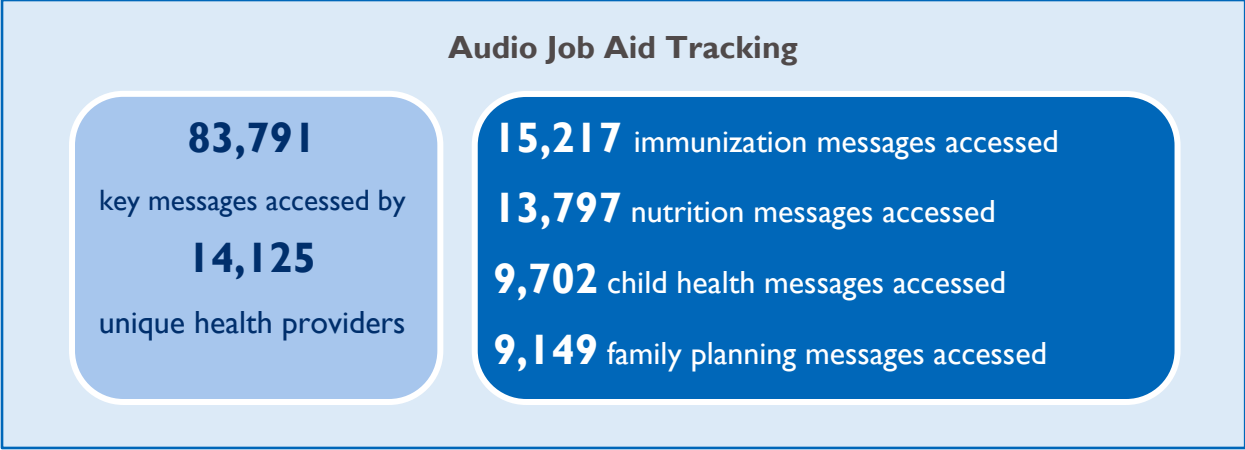 Audio Job Aid Tracking
83,791
key messages accessed by
14,125
unique health providers
15,217 immunization messages accessed
13,797 nutrition messages accessed
9,702 child health messages accessed
9,149 family planning messages accessed